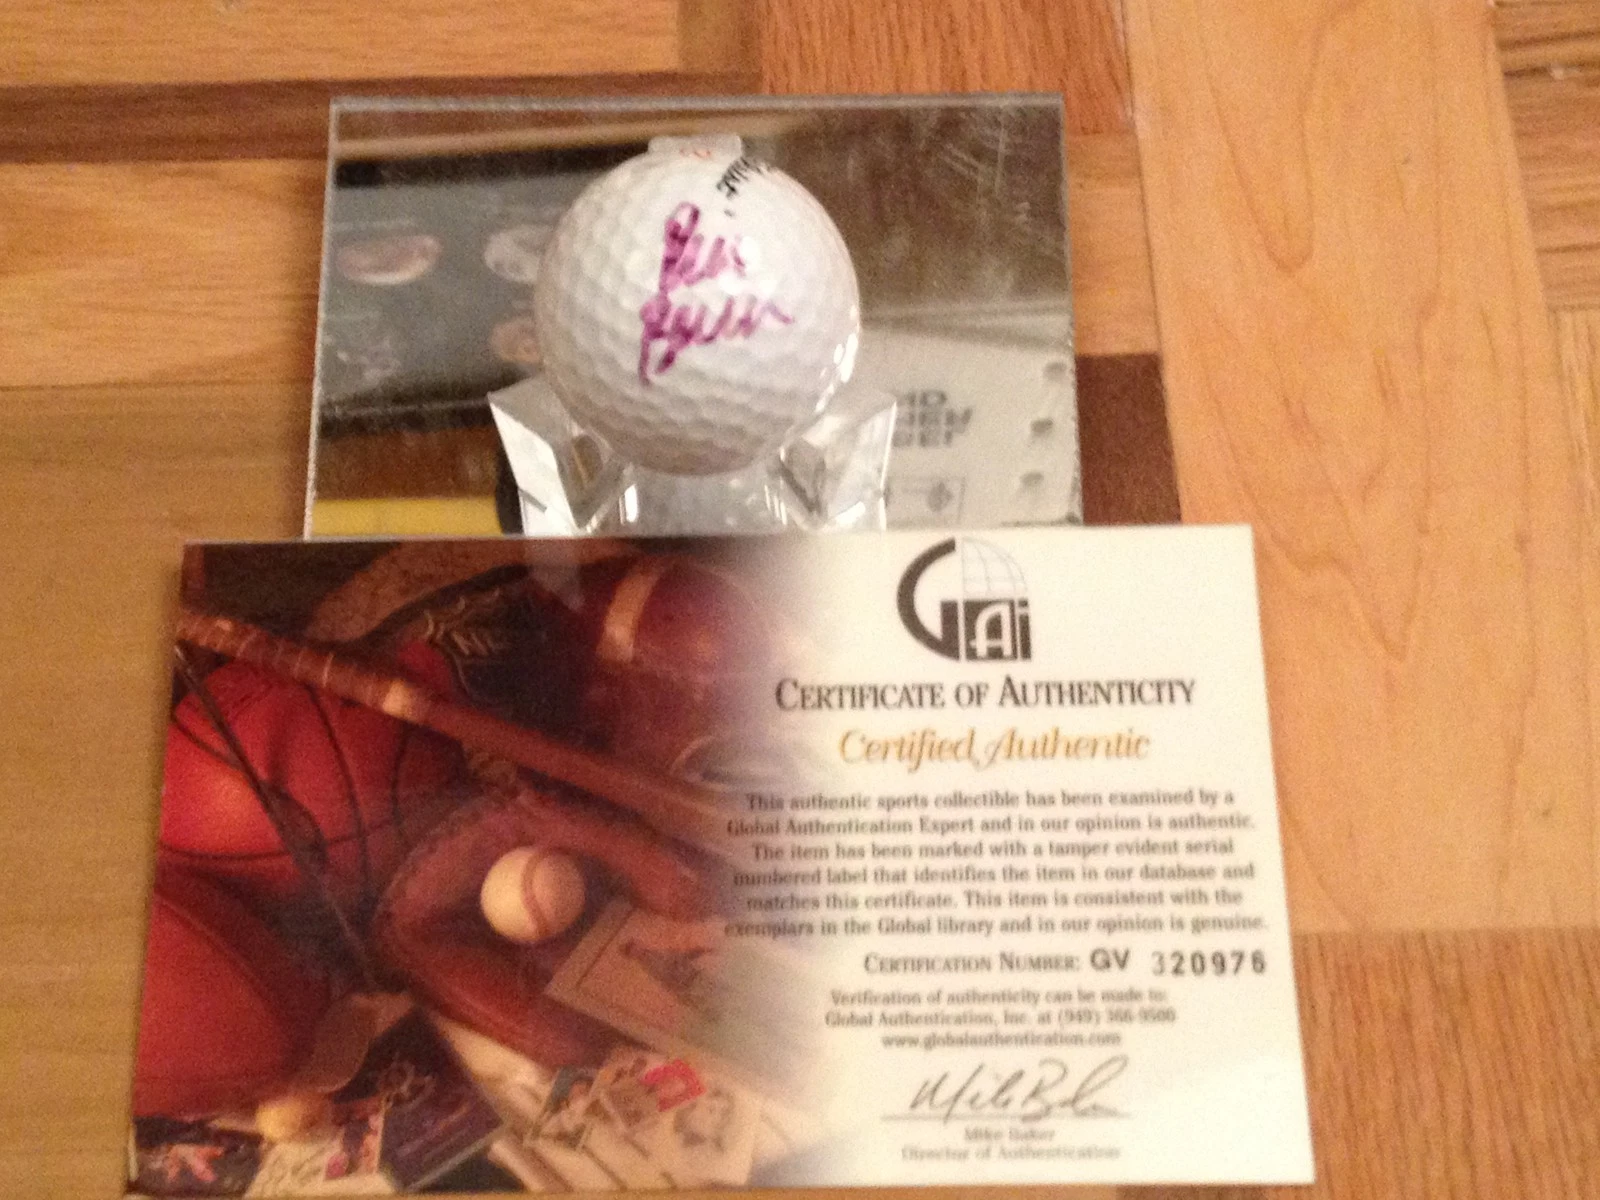 GAi
CERTIFICATE OF AUTHENTICITY
Certified Authentic
This authentic sports collectible has been examined by a
Global Authentication Expert and in our opinion is authentic.
The item has been marked with a tamper evident serial
numbered label that identifies the item in our database and
matches this certificate. This item is consistent with the
exemplars in the Global library and in our opinion is genuine.
CERTIFICATION NUMBER: GV 320976
Verification of authenticity can be made to:
Global Authentication, Inc. at (949) 366-9500
www.globalauthentication.com
Mike Baker
Director of Authentication